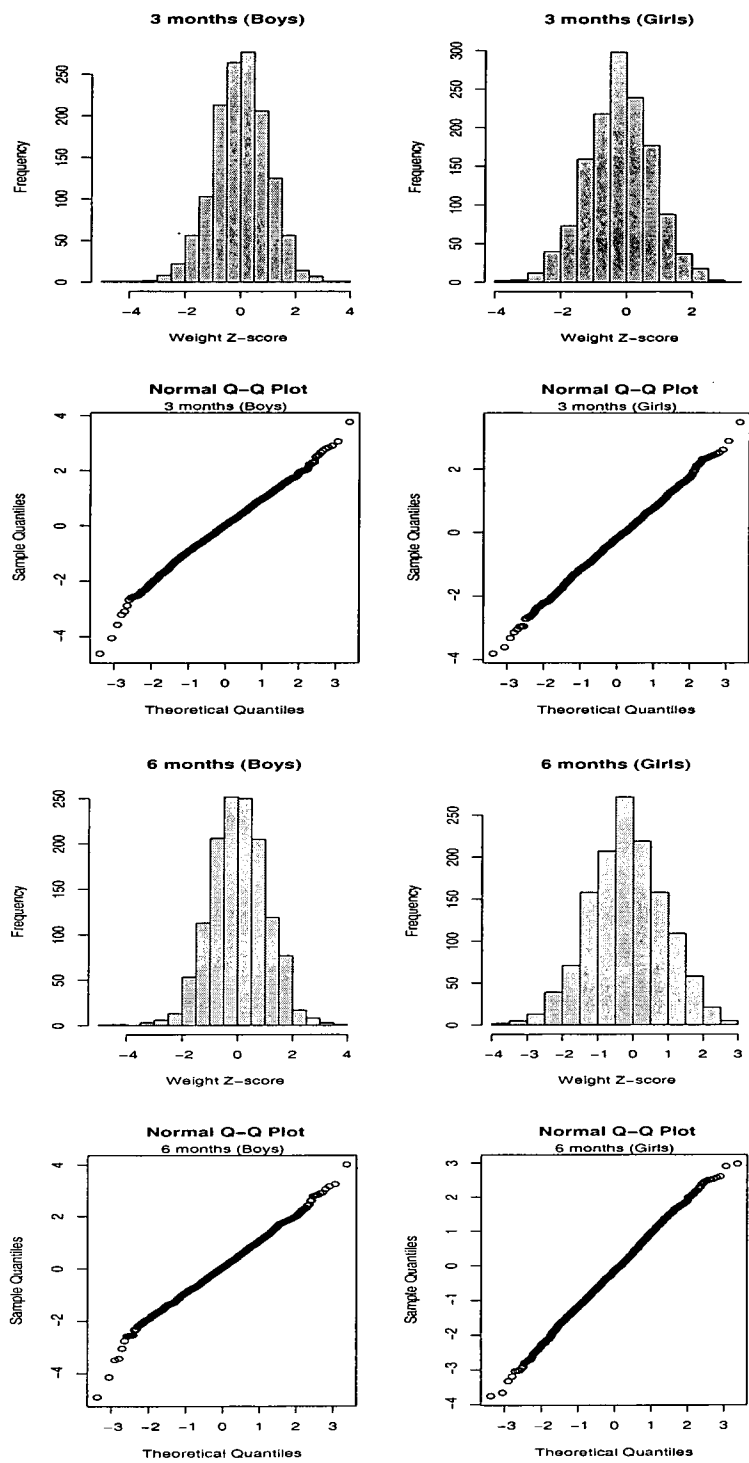 3 months (Boys)
Frequency
0 50 100 150 200 250
−4 −2 0 2 4
Weight Z−score
3 months (Girls)
Frequency
0 50 100 150 200 250 300
−4 −2 0 2
Weight Z−score
Normal Q−Q Plot
3 months (Boys)
Sample Quantiles
−4 −2 0 2 4
−3 −2 −1 0 1 2 3
Theoretical Quantiles
Normal Q−Q Plot
3 months (Girls)
Sample Quantiles
−4 −2 0 2
−3 −2 −1 0 1 2 3
Theoretical Quantiles
6 months (Boys)
Frequency
0 50 100 150 200 250
−4 −2 0 2 4
Weight Z−score
6 months (Girls)
Frequency
0 50 100 150 200 250
−4 −3 −2 −1 0 1 2 3
Weight Z−score
Normal Q−Q Plot
6 months (Boys)
Sample Quantiles
−4 −2 0 2 4
−3 −2 −1 0 1 2 3
Theoretical Quantiles
Normal Q−Q Plot
6 months (Girls)
Sample Quantiles
−4 −3 −2 −1 0 1 2 3
−3 −2 −1 0 1 2 3
Theoretical Quantiles